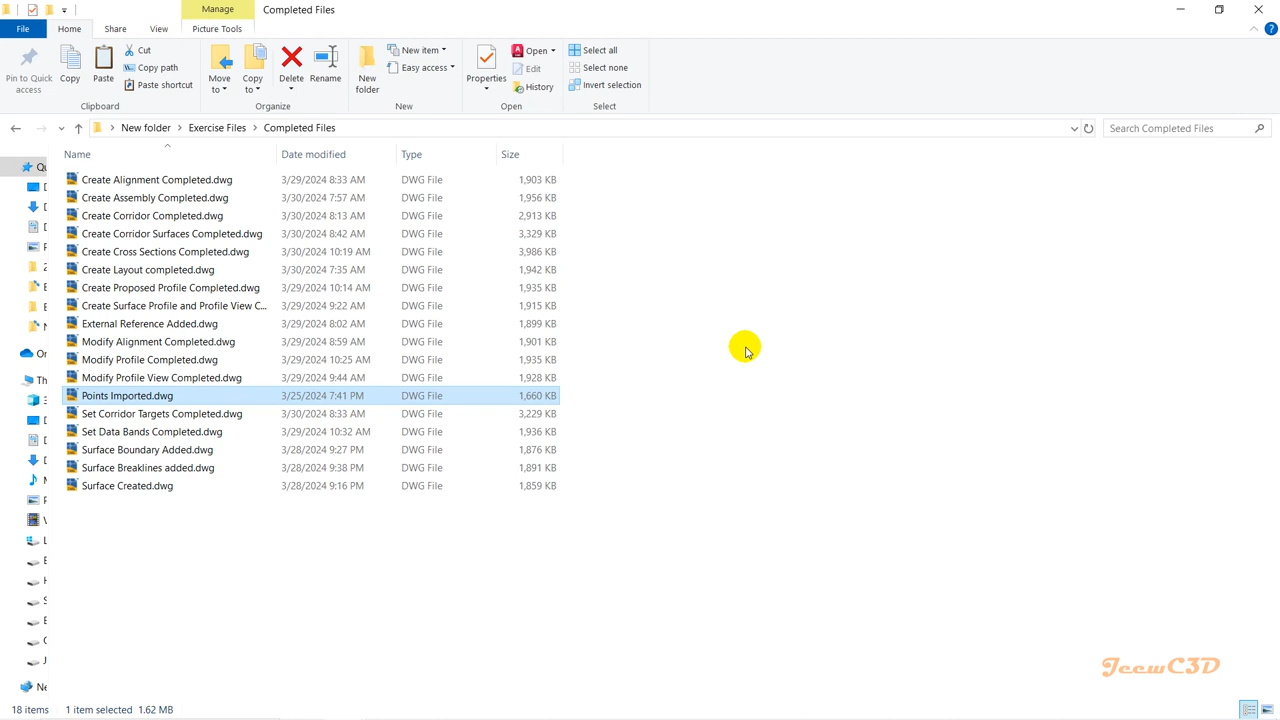 Manage
Completed Files
File
Home
Share
View
Picture Tools
Pin to Quick access
Copy
Paste
Cut
Copy path
Paste shortcut
Clipboard
Move to
Copy to
Delete
Rename
Organize
New folder
New item
Easy access
New
Properties
Open
Edit
History
Open
Select all
Select none
Invert selection
Select
New folder > Exercise Files > Completed Files
Search Completed Files
Name Date modified Type Size
Create Alignment Completed.dwg 3/29/2024 8:33 AM DWG File 1,903 KB
Create Assembly Completed.dwg 3/30/2024 7:57 AM DWG File 1,956 KB
Create Corridor Completed.dwg 3/30/2024 8:13 AM DWG File 2,913 KB
Create Corridor Surfaces Completed.dwg 3/30/2024 8:42 AM DWG File 3,329 KB
Create Cross Sections Completed.dwg 3/30/2024 10:19 AM DWG File 3,986 KB
Create Layout completed.dwg 3/30/2024 7:35 AM DWG File 1,942 KB
Create Proposed Profile Completed.dwg 3/29/2024 10:14 AM DWG File 1,935 KB
Create Surface Profile and Profile View C... 3/29/2024 9:22 AM DWG File 1,915 KB
External Reference Added.dwg 3/29/2024 8:02 AM DWG File 1,899 KB
Modify Alignment Completed.dwg 3/29/2024 8:59 AM DWG File 1,901 KB
Modify Profile Completed.dwg 3/29/2024 10:25 AM DWG File 1,935 KB
Modify Profile View Completed.dwg 3/29/2024 9:44 AM DWG File 1,928 KB
Points Imported.dwg 3/25/2024 7:41 PM DWG File 1,660 KB
Set Corridor Targets Completed.dwg 3/30/2024 8:33 AM DWG File 3,229 KB
Set Data Bands Completed.dwg 3/29/2024 10:32 AM DWG File 1,936 KB
Surface Boundary Added.dwg 3/28/2024 9:27 PM DWG File 1,876 KB
Surface Breaklines added.dwg 3/28/2024 9:38 PM DWG File 1,891 KB
Surface Created.dwg 3/28/2024 9:16 PM DWG File 1,859 KB
JeewC3D
18 items 1 item selected 1.62 MB